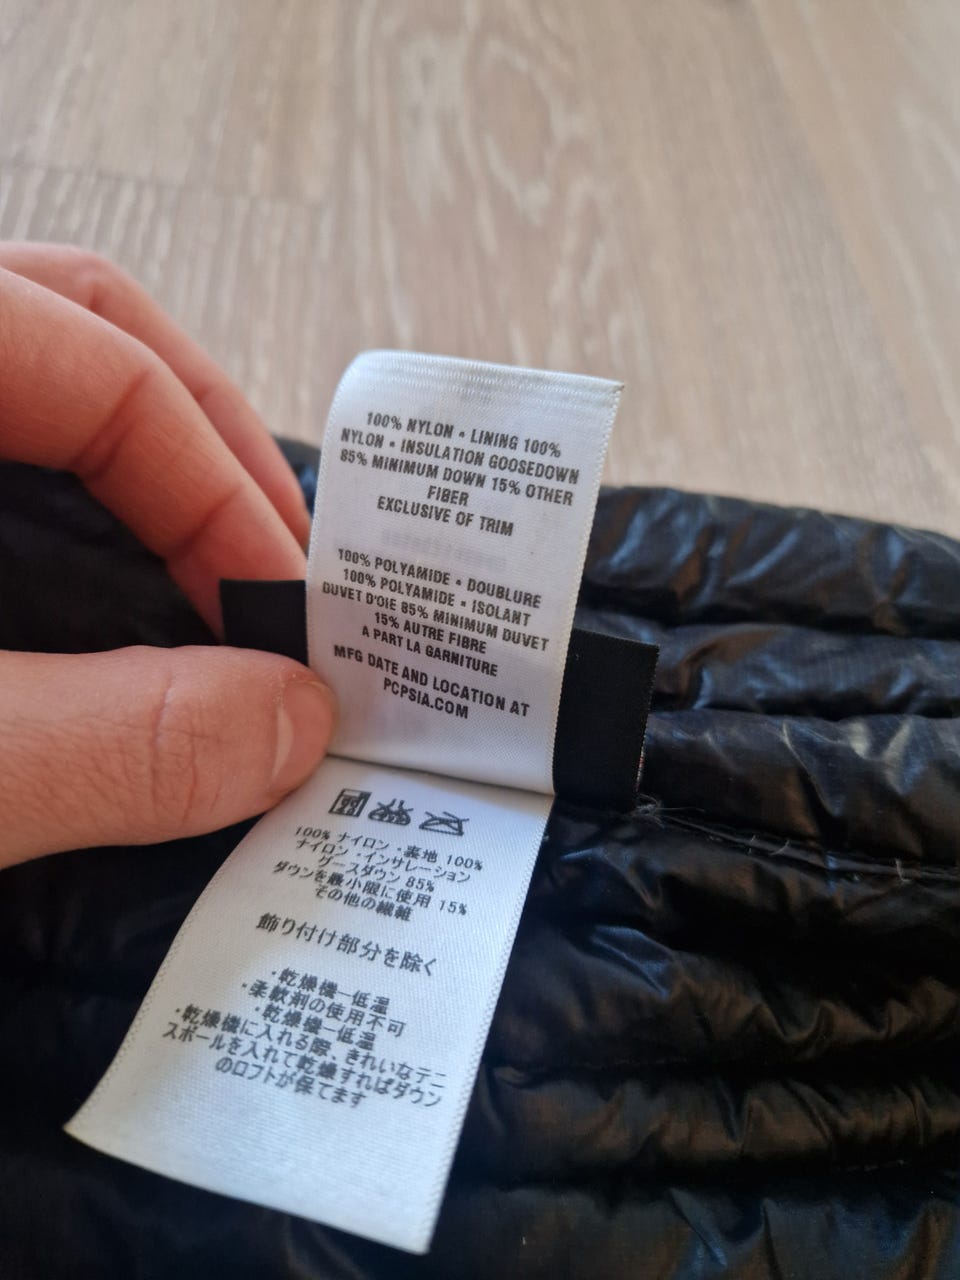 100% NYLON • LINING 100%
NYLON • INSULATION GOOSEDOWN
85% MINIMUM DOWN 15% OTHER
FIBER
EXCLUSIVE OF TRIM
100% POLYAMIDE • DOUBLURE
100% POLYAMIDE • ISOLANT
DUVET D'OIE 85% MINIMUM DUVET
15% AUTRE FIBRE
A PART LA GARNITURE
MFG DATE AND LOCATION AT
PCPSIA.COM
100% ナイロン・裏地 100%
ナイロン・インサレーション
グースダウン 85%
ダウンを最小限に使用 15%
その他の繊維
飾り付け部分を除く
・乾燥機―低温
・柔軟剤の使用不可
・乾燥機―低温
・乾燥機に入れる際、きれいなテニ
スボールを入れて乾燥すればダウン
のロフトが保てます